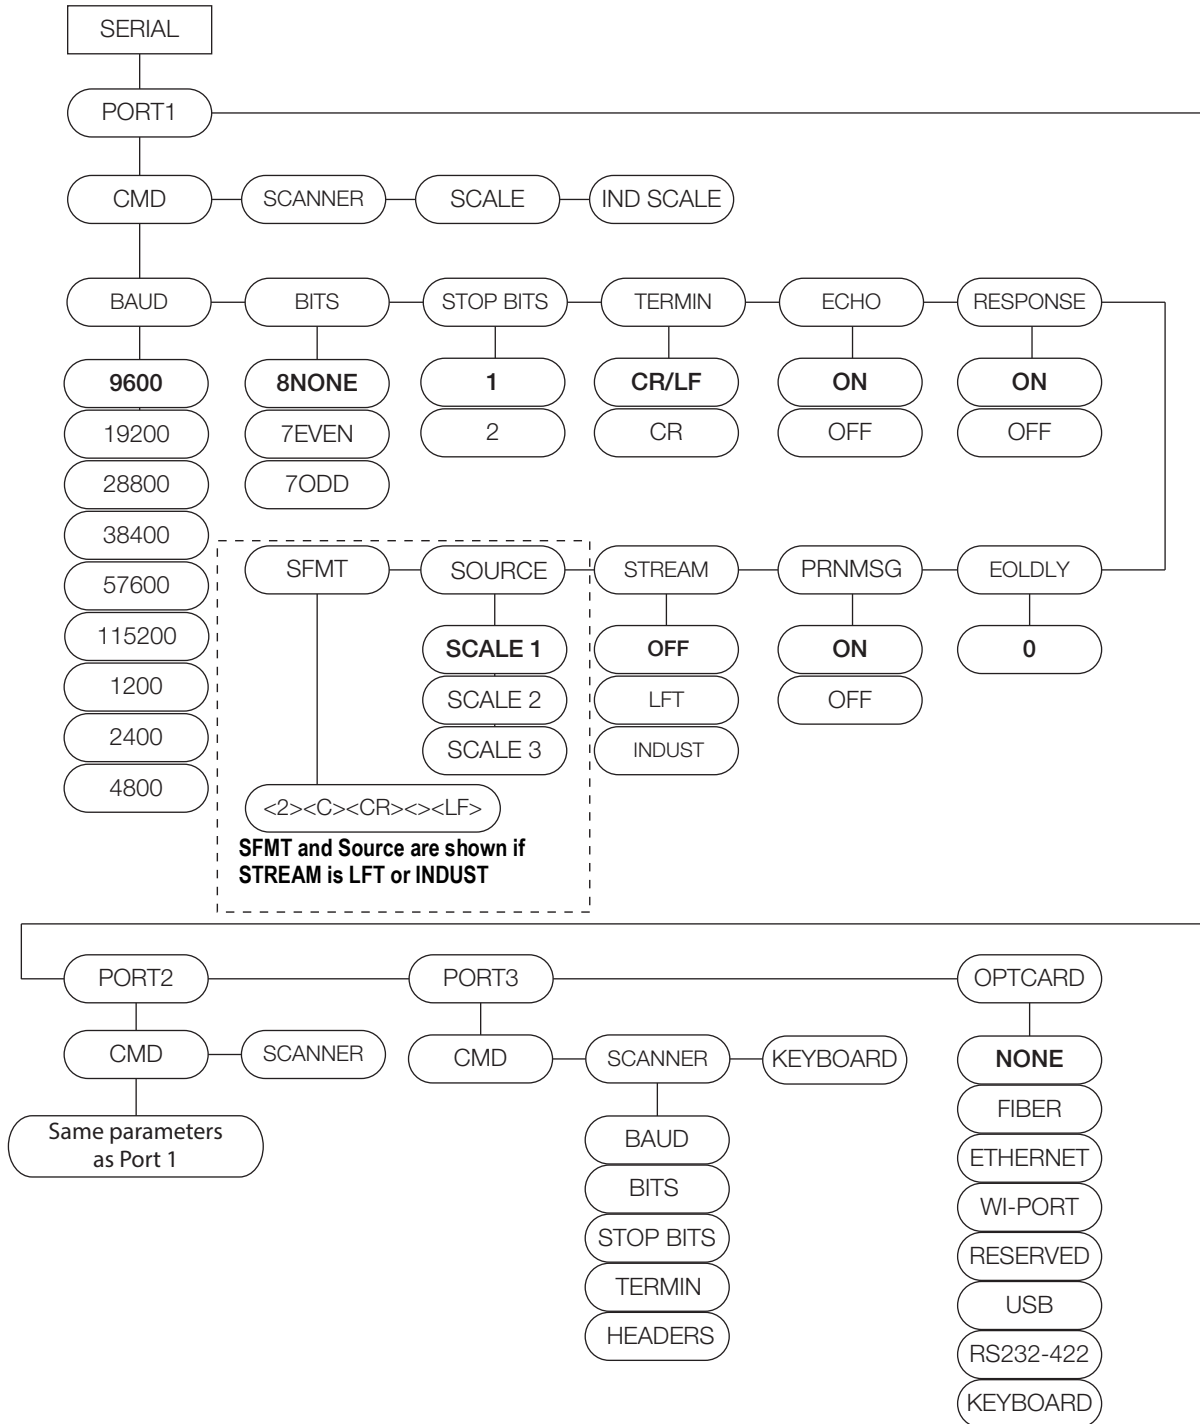 SERIAL
PORT1
CMD SCANNER SCALE IND SCALE
BAUD BITS STOP BITS TERMIN ECHO RESPONSE
9600 8NONE 1 CR/LF ON ON
19200 7EVEN 2 CR OFF OFF
28800 7ODD
38400
SFMT SOURCE STREAM PRNMSG EOLDLY
57600
115200 SCALE 1 OFF ON 0
1200 SCALE 2 LFT OFF
2400 SCALE 3 INDUST
4800
<2><C><CR><><LF>
SFMT and Source are shown if
STREAM is LFT or INDUST
PORT2 PORT3 OPTCARD
CMD SCANNER CMD SCANNER KEYBOARD NONE
Same parameters
as Port 1
FIBER
BAUD ETHERNET
BITS WI-PORT
STOP BITS RESERVED
TERMIN USB
HEADERS RS232-422
KEYBOARD